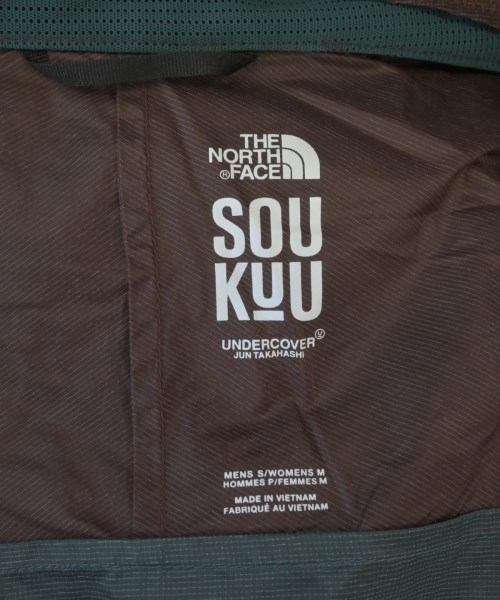 THE
NORTH
®FACE
SOU
KUU
UNDERCOVER Ⓤ
JUN TAKAHASHI
MENS S/WOMENS M
HOMMES P/FEMMES M
MADE IN VIETNAM
FABRIQUÉ AU VIETNAM